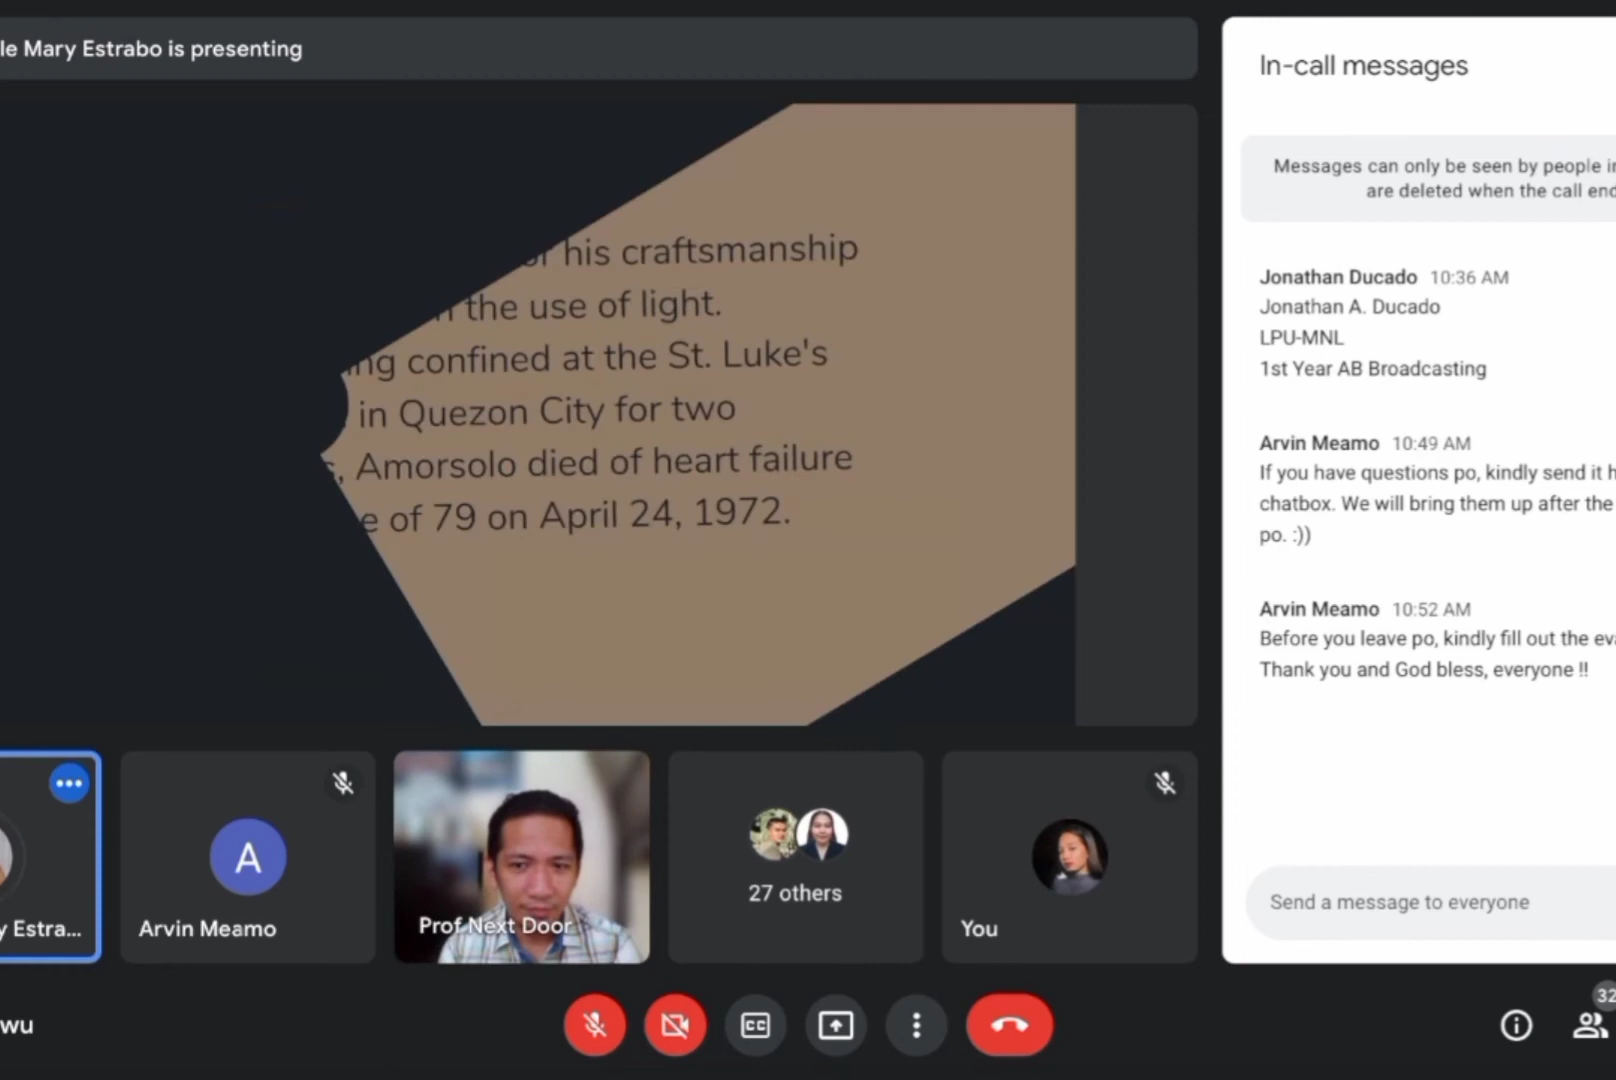 le Mary Estrabo is presenting
his craftsmanship
the use of light.
ing confined at the St. Luke's
in Quezon City for two
, Amorsolo died of heart failure
e of 79 on April 24, 1972.
y Estra...
A
Arvin Meamo
Prof Next Door
27 others
You
wu
CC
32
In-call messages
Messages can only be seen by people in
are deleted when the call end
Jonathan Ducado 10:36 AM
Jonathan A. Ducado
LPU-MNL
1st Year AB Broadcasting
Arvin Meamo 10:49 AM
If you have questions po, kindly send it h
chatbox. We will bring them up after the
po. :))
Arvin Meamo 10:52 AM
Before you leave po, kindly fill out the eva
Thank you and God bless, everyone !!
Send a message to everyone